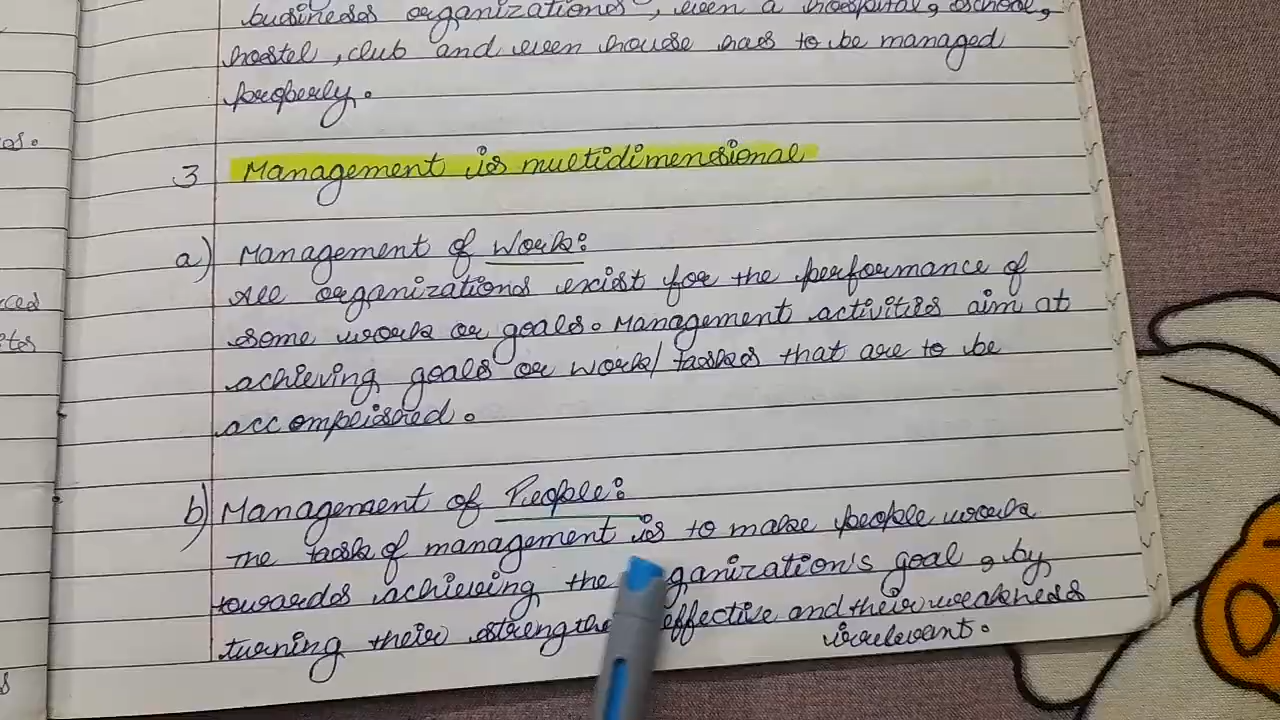 business organizations, even a hospital, school,
hostel, club and even house has to be managed
properly.
3 Management is multidimensional
a) Management of Work:
All organizations exist for the performance of
some work or goals. Management activities aim at
achieving goals or work/ tasks that are to be
accomplished.
b) Management of People:
The task of management is to make people work
towards achieving the organization's goal, by
turning their strengths effective and their weakness
irrelevant.